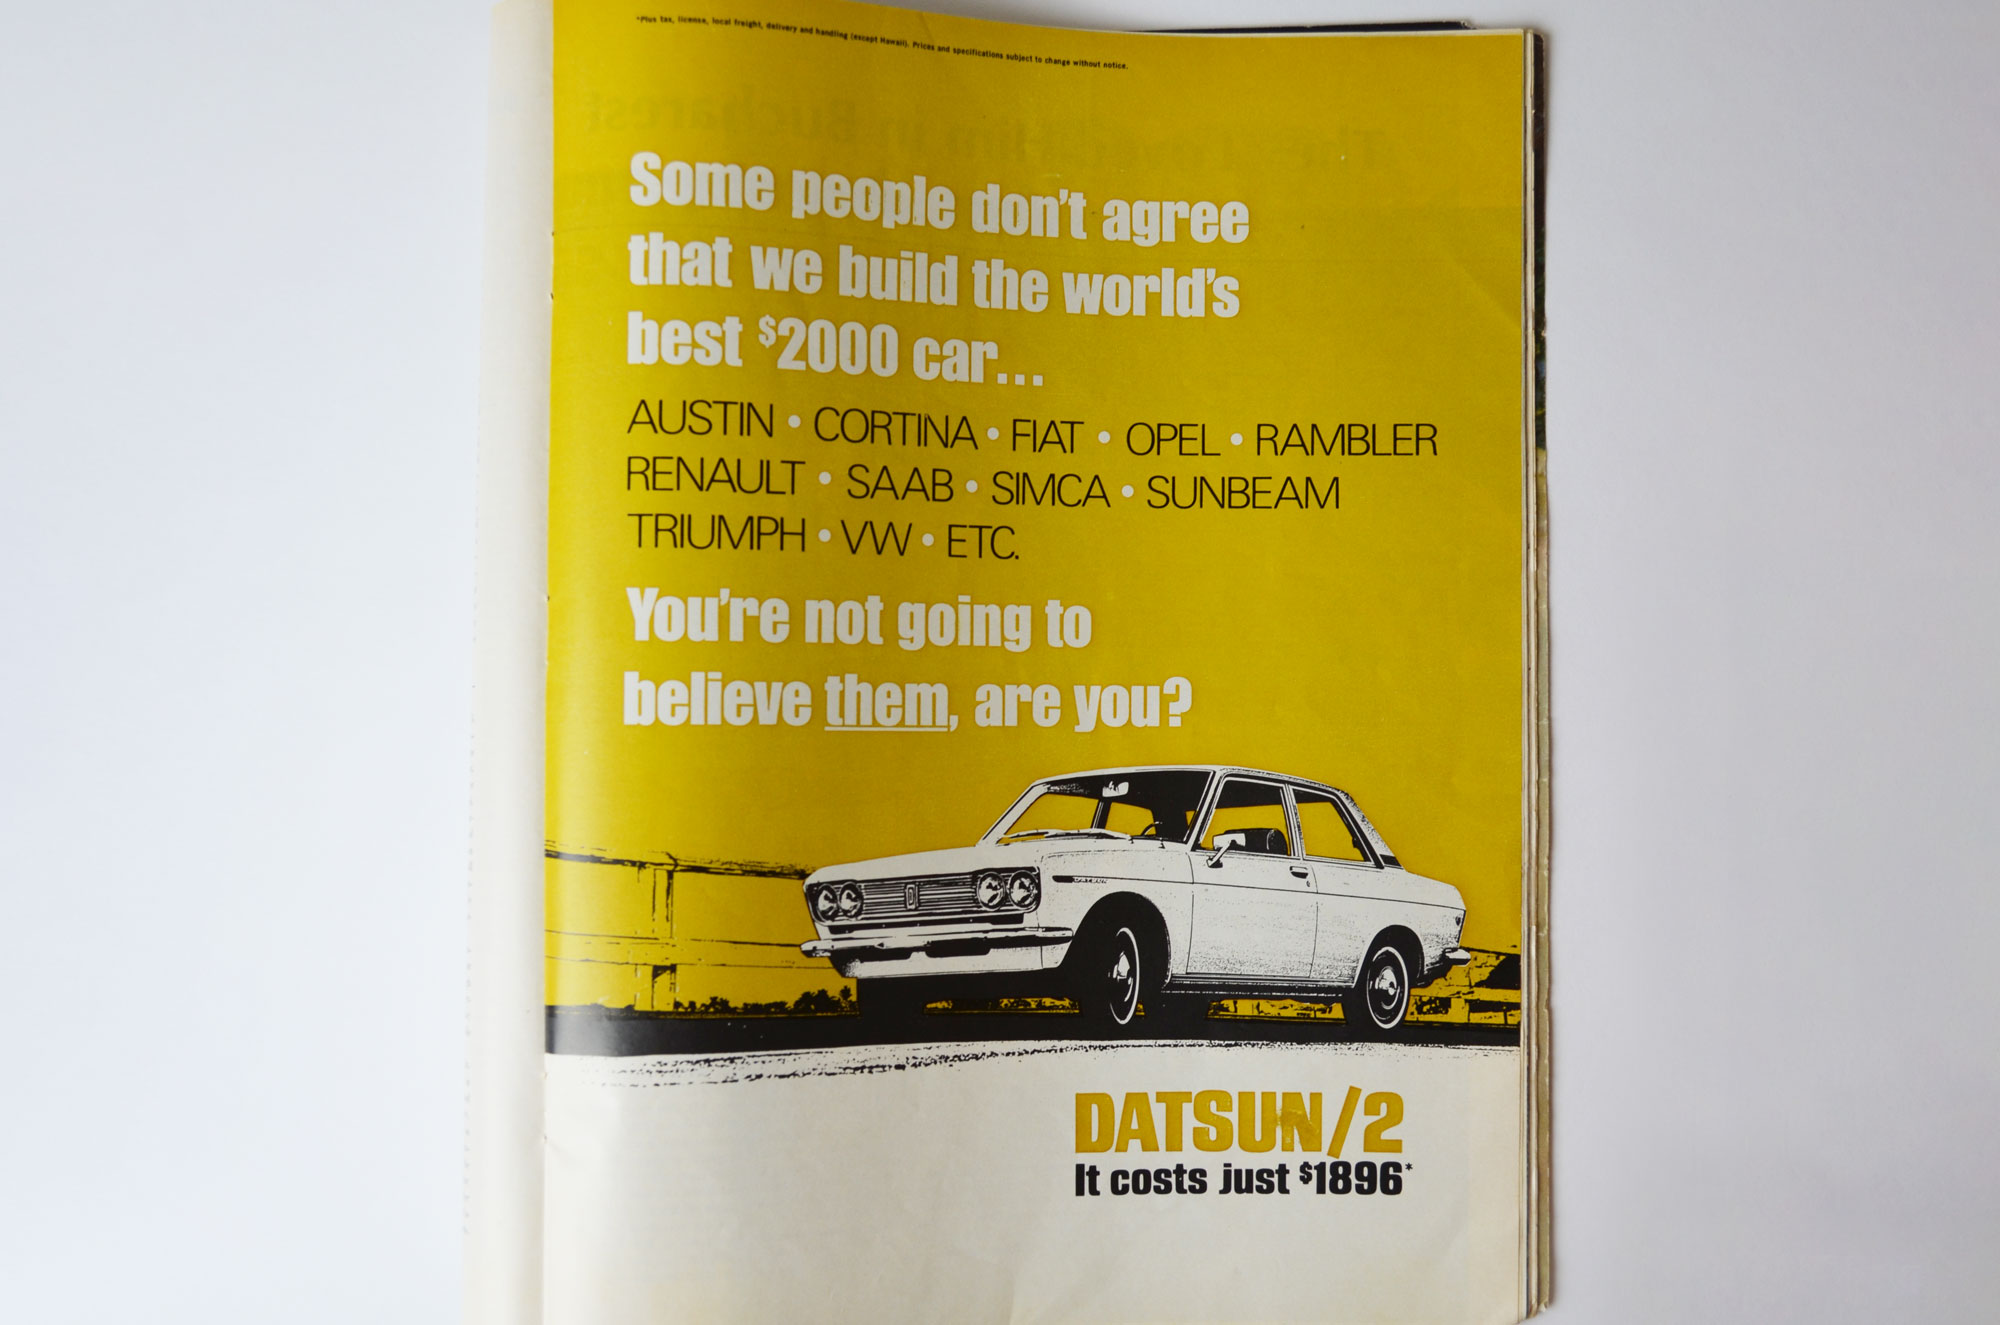 *Plus tax, license, local freight, delivery and handling (except Hawaii). Prices and specifications subject to change without notice.
Some people don't agree
that we build the world's
best $2000 car...
AUSTIN • CORTINA • FIAT • OPEL • RAMBLER
RENAULT • SAAB • SIMCA • SUNBEAM
TRIUMPH • VW • ETC.
You're not going to
believe them, are you?
DATSUN
DATSUN/2
It costs just $1896*